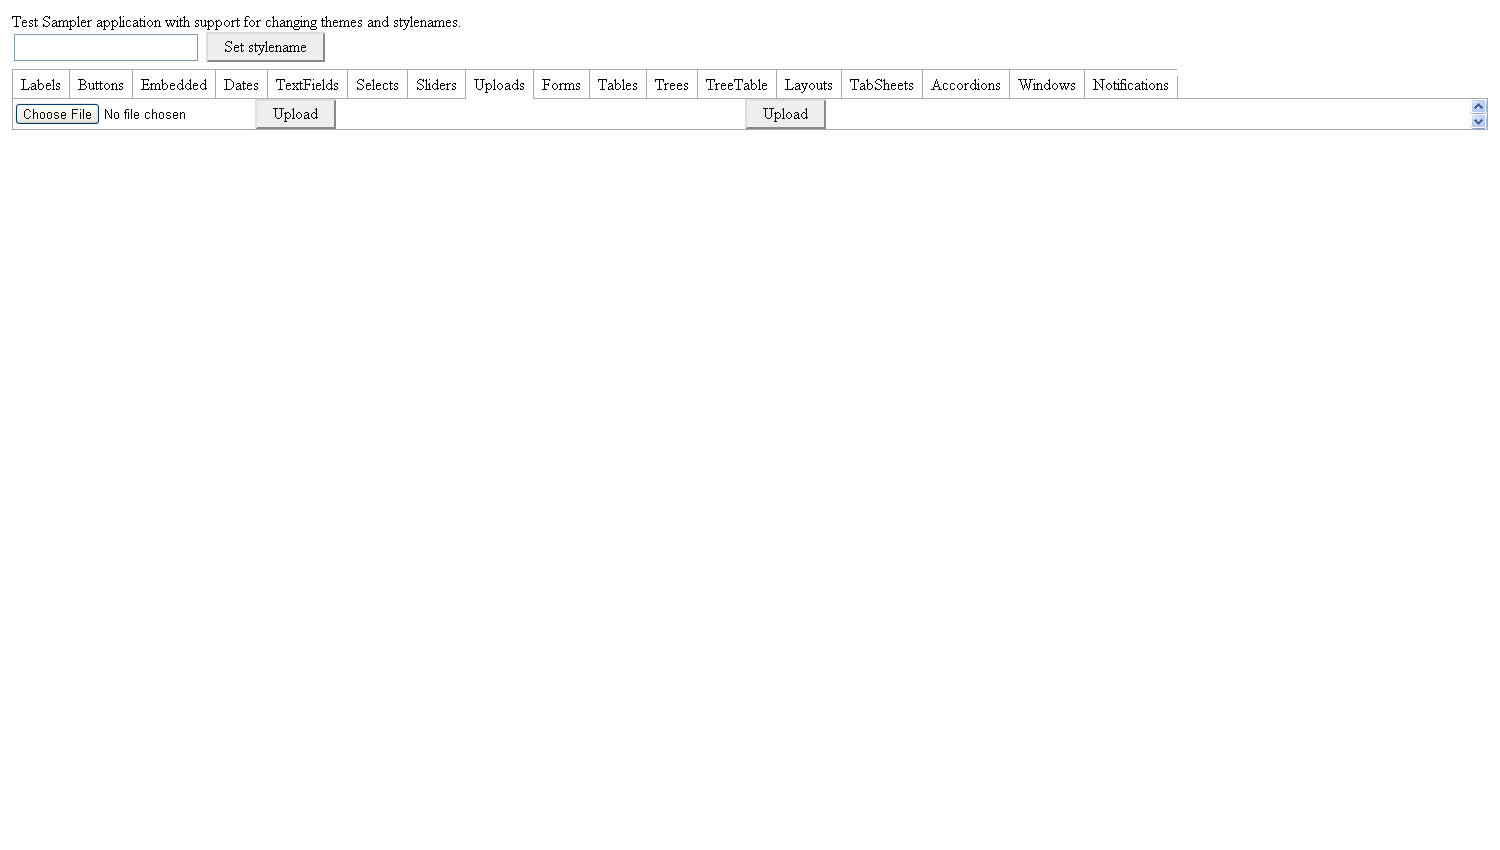 Test Sampler application with support for changing themes and stylenames.
Set stylename
Labels Buttons Embedded Dates TextFields Selects Sliders Uploads Forms Tables Trees TreeTable Layouts TabSheets Accordions Windows Notifications
Choose File No file chosen Upload Upload